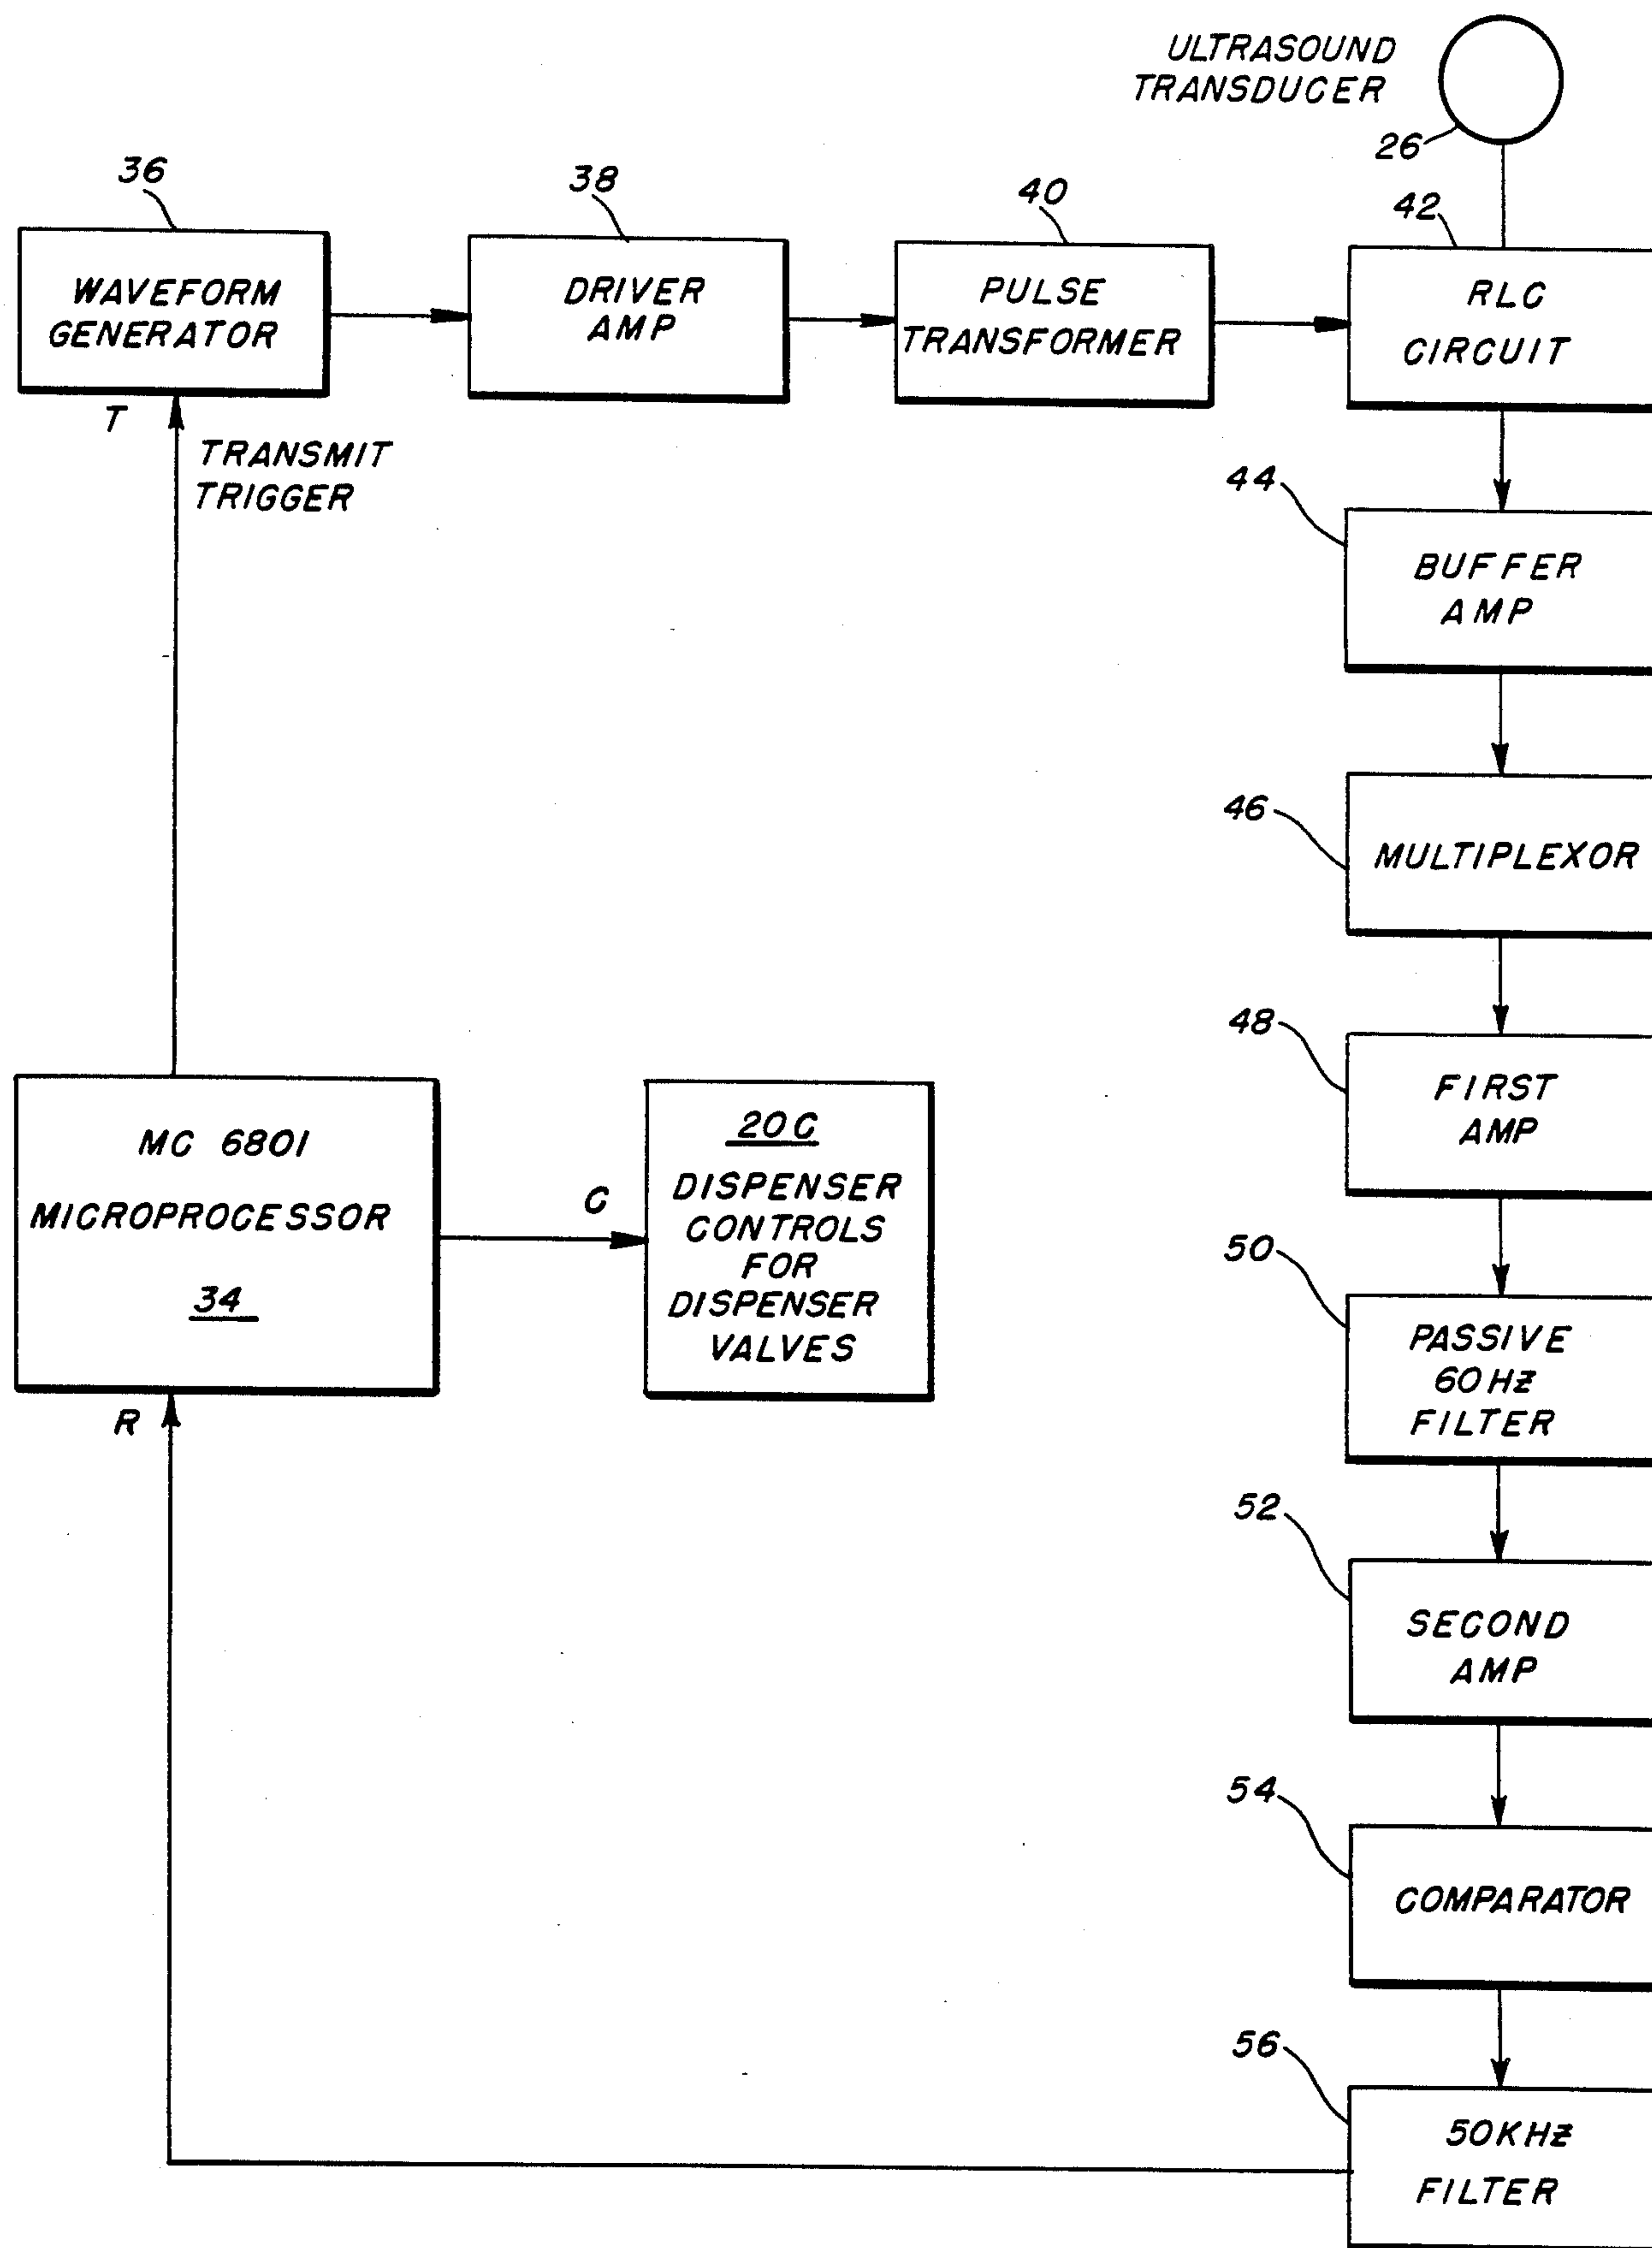 ULTRASOUND
TRANSDUCER
26
36
38
40
42
WAVEFORM
GENERATOR
DRIVER
AMP
PULSE
TRANSFORMER
RLC
CIRCUIT
T
TRANSMIT
TRIGGER
44
BUFFER
AMP
46
MULTIPLEXOR
48
FIRST
AMP
MC 6801
MICROPROCESSOR
34
C
20C
DISPENSER
CONTROLS
FOR
DISPENSER
VALVES
R
50
PASSIVE
60HZ
FILTER
52
SECOND
AMP
54
COMPARATOR
56
50KHZ
FILTER